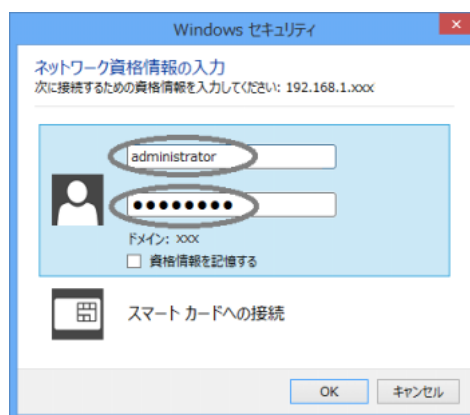 Windows セキュリティ
ネットワーク資格情報の入力
次に接続するための資格情報を入力してください: 192.168.1.xxx
administrator
●●●●●●●●
ドメイン: xxx
資格情報を記憶する
スマート カードへの接続
OK キャンセル